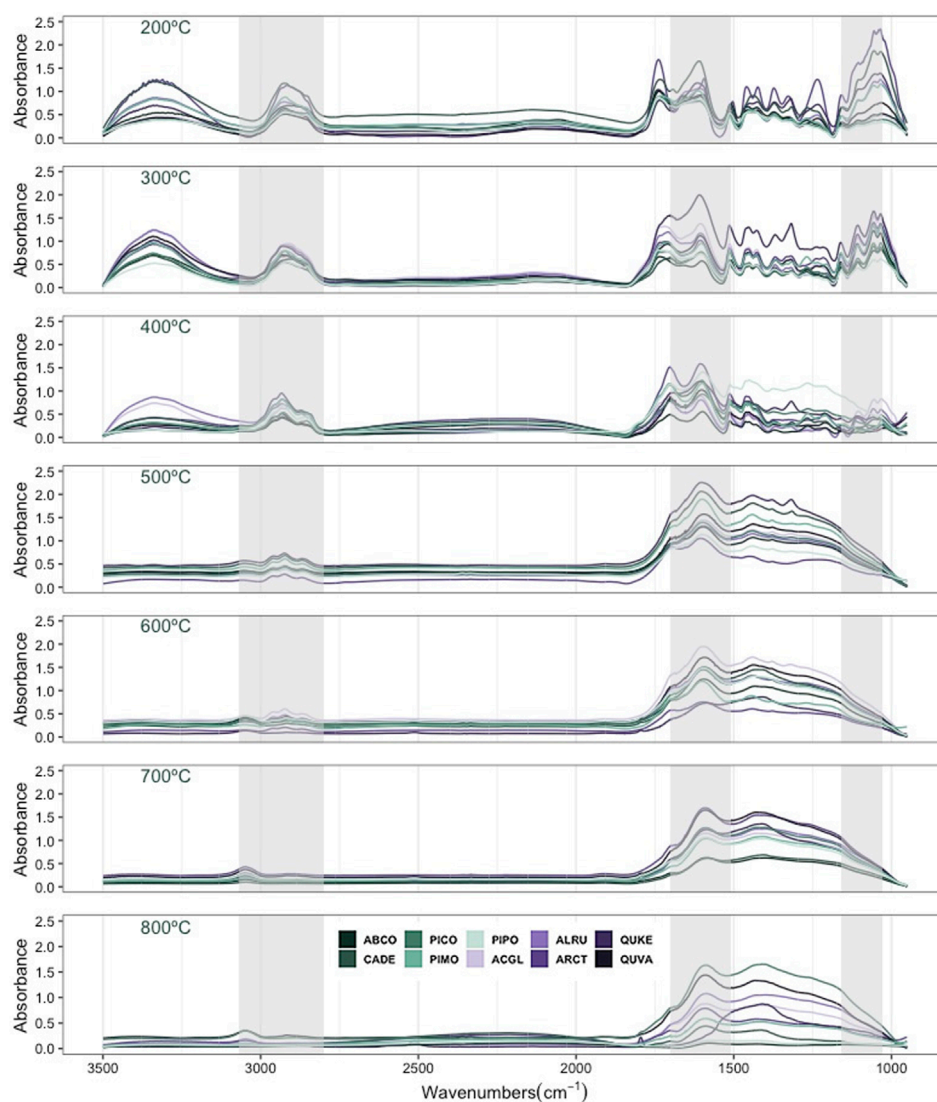 200ºC
Absorbance
2.5
2.0
1.5
1.0
0.5
0.0
300ºC
Absorbance
2.5
2.0
1.5
1.0
0.5
0.0
400ºC
Absorbance
2.5
2.0
1.5
1.0
0.5
0.0
500ºC
Absorbance
2.5
2.0
1.5
1.0
0.5
0.0
600ºC
Absorbance
2.5
2.0
1.5
1.0
0.5
0.0
700ºC
Absorbance
2.5
2.0
1.5
1.0
0.5
0.0
800ºC
Absorbance
2.5
2.0
1.5
1.0
0.5
0.0
ABCO PICO PIPO ALRU QUKE
CADE PIMO ACGL ARCT QUVA
3500 3000 2500 2000 1500 1000
Wavenumbers(cm⁻¹)